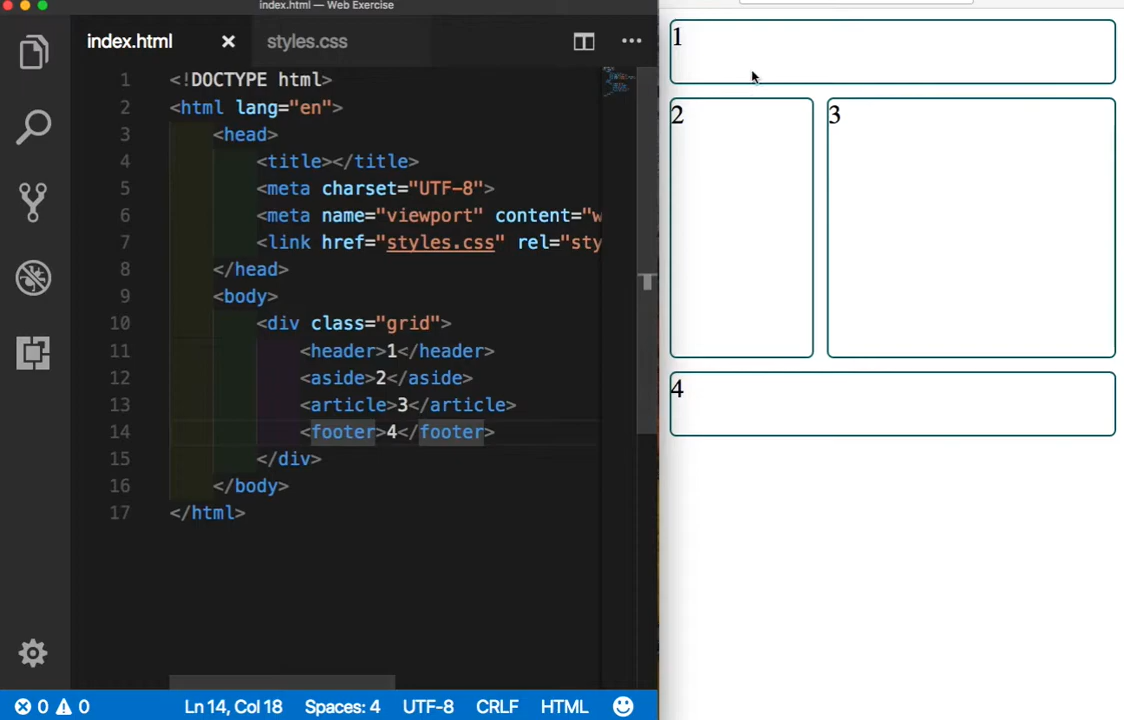 index.html — Web Exercise
index.html styles.css
1 <!DOCTYPE html>
2 <html lang="en">
3 <head>
4 <title></title>
5 <meta charset="UTF-8">
6 <meta name="viewport" content="w
7 <link href="styles.css" rel="sty
8 </head>
9 <body>
10 <div class="grid">
11 <header>1</header>
12 <aside>2</aside>
13 <article>3</article>
14 <footer>4</footer>
15 </div>
16 </body>
17 </html>
0 0 Ln 14, Col 18 Spaces: 4 UTF-8 CRLF HTML
1
2 3
4